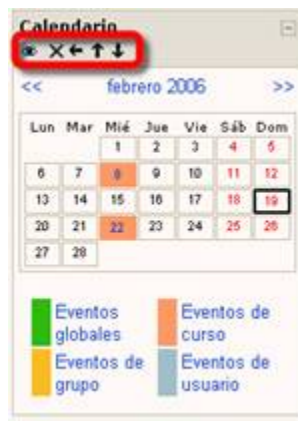 Calendario
<< febrero 2006 >>
Lun Mar Mié Jue Vie Sáb Dom
1 2 3 4 5
6 7 8 9 10 11 12
13 14 15 16 17 18 19
20 21 22 23 24 25 26
27 28
Eventos globales
Eventos de curso
Eventos de grupo
Eventos de usuario